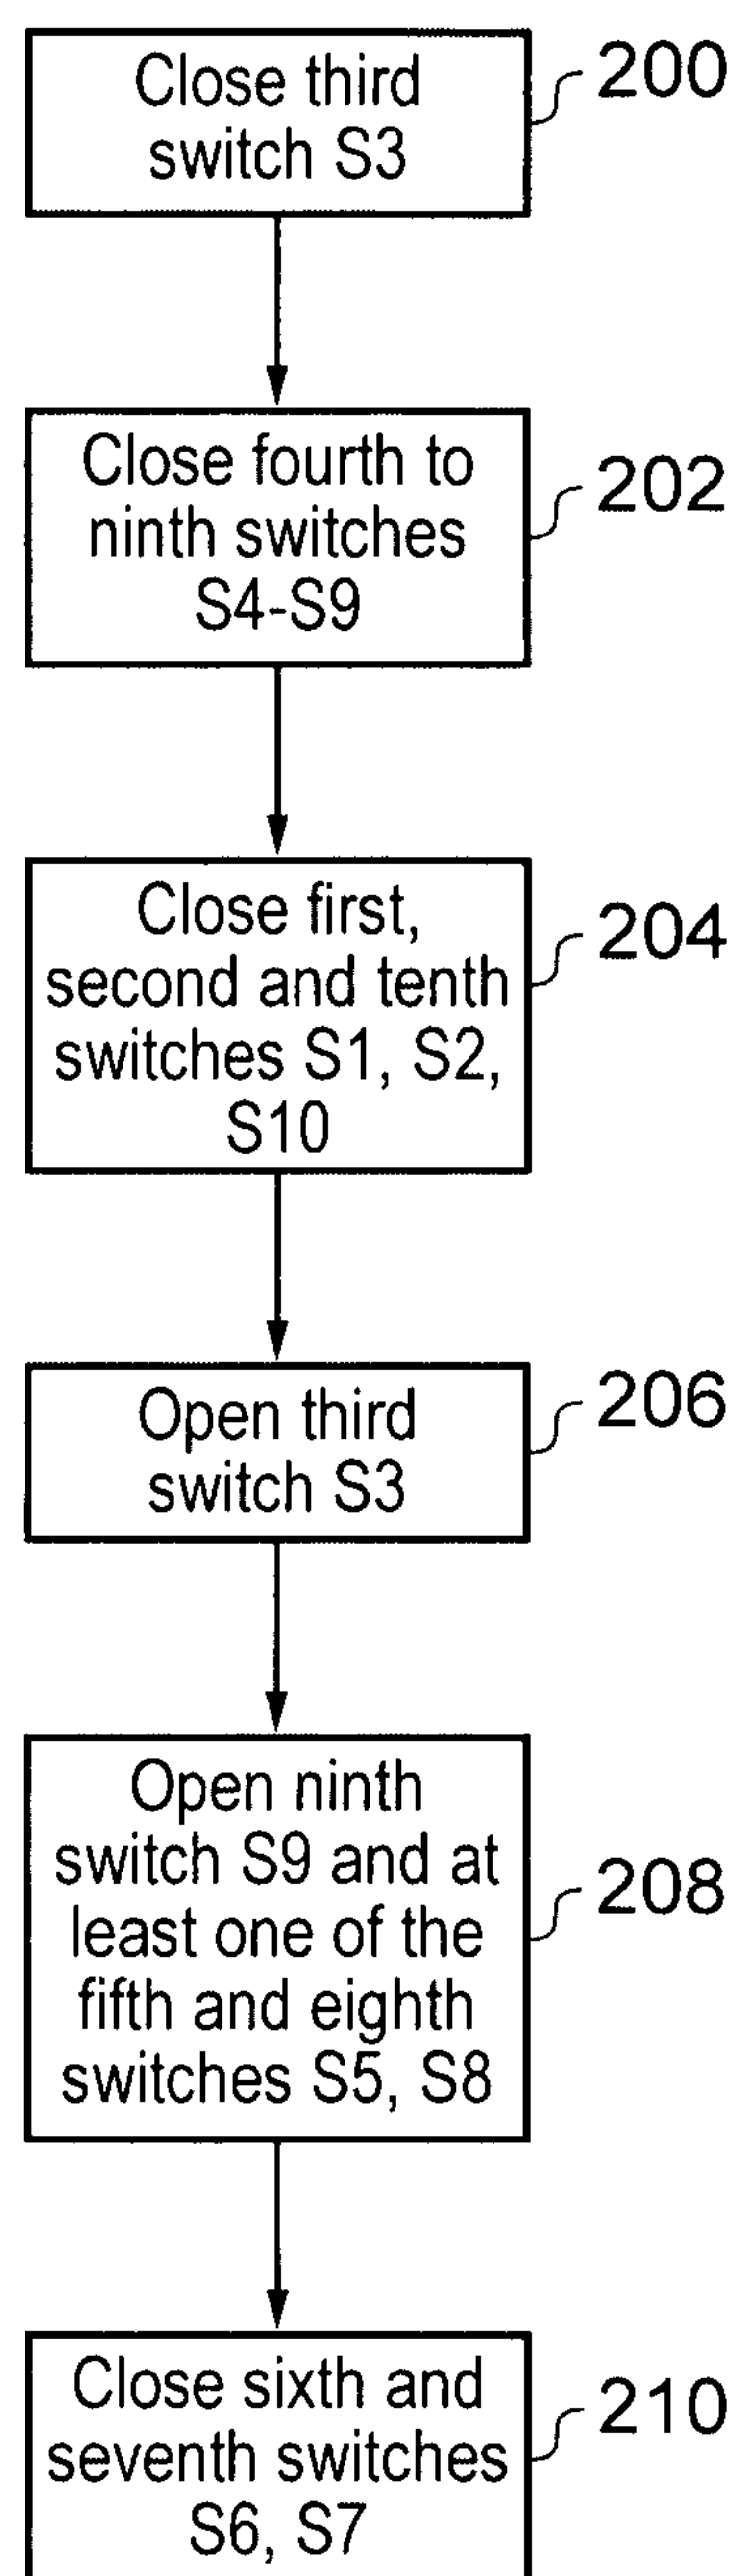 Close third
switch S3
200
Close fourth to
ninth switches
S4-S9
202
Close first,
second and tenth
switches S1, S2,
S10
204
Open third
switch S3
206
Open ninth
switch S9 and at
least one of the
fifth and eighth
switches S5, S8
208
Close sixth and
seventh switches
S6, S7
210